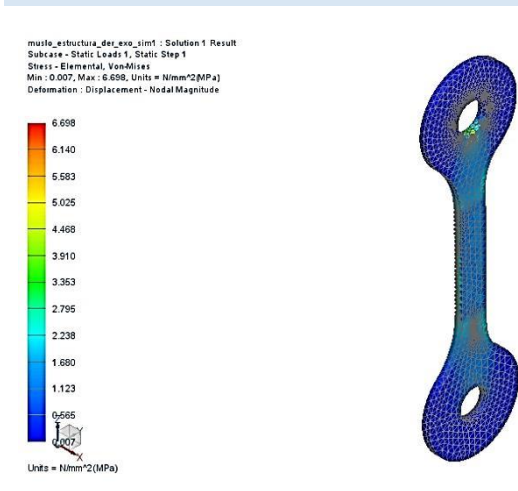 muslo_estructura_der_exo_sim1 : Solution 1 Result
Subcase - Static Loads 1, Static Step 1
Stress - Elemental, Von-Mises
Min : 0.007, Max : 6.698, Units = N/mm^2(MPa)
Deformation : Displacement - Nodal Magnitude
6.698
6.140
5.583
5.025
4.468
3.910
3.353
2.795
2.238
1.680
1.123
0.565
0.007
X
Units = N/mm^2(MPa)